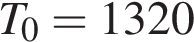 T₀ = 1320